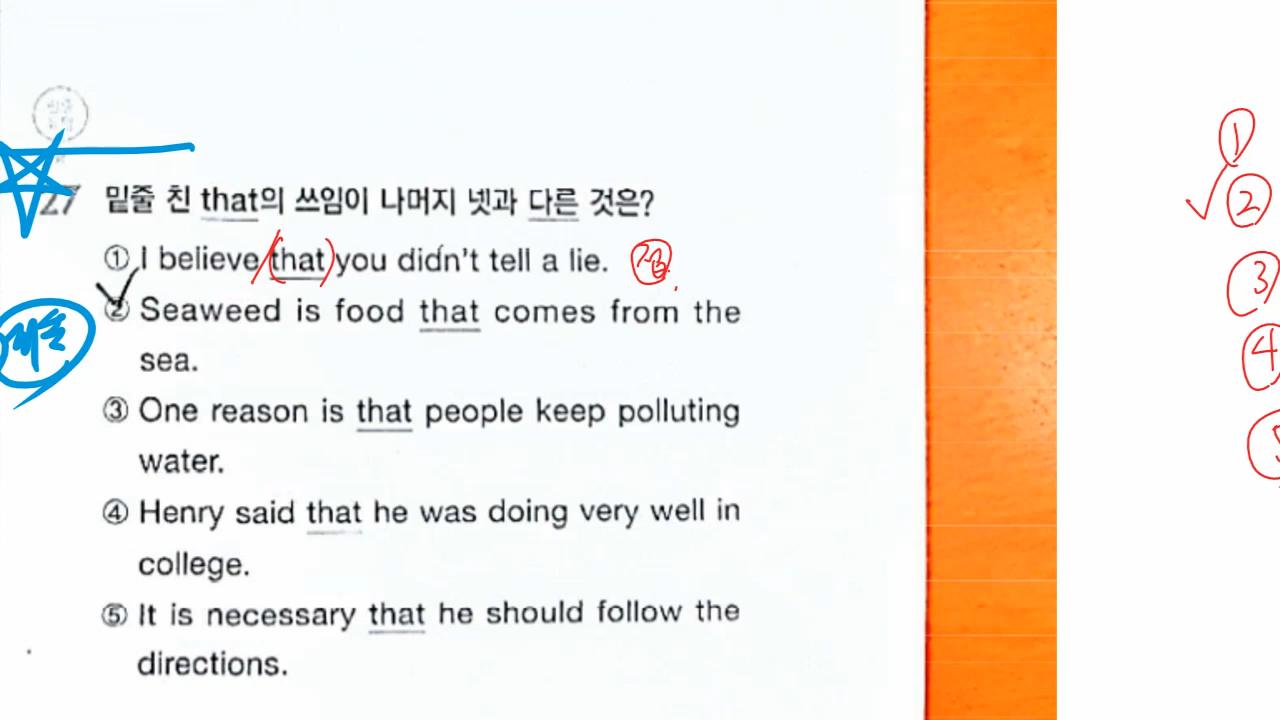 27 밑줄 친 that의 쓰임이 나머지 넷과 다른 것은?
① I believe that you didn't tell a lie. 접
② Seaweed is food that comes from the
sea.
③ One reason is that people keep polluting
water.
④ Henry said that he was doing very well in
college.
⑤ It is necessary that he should follow the
directions.
①
②
③
④
⑤